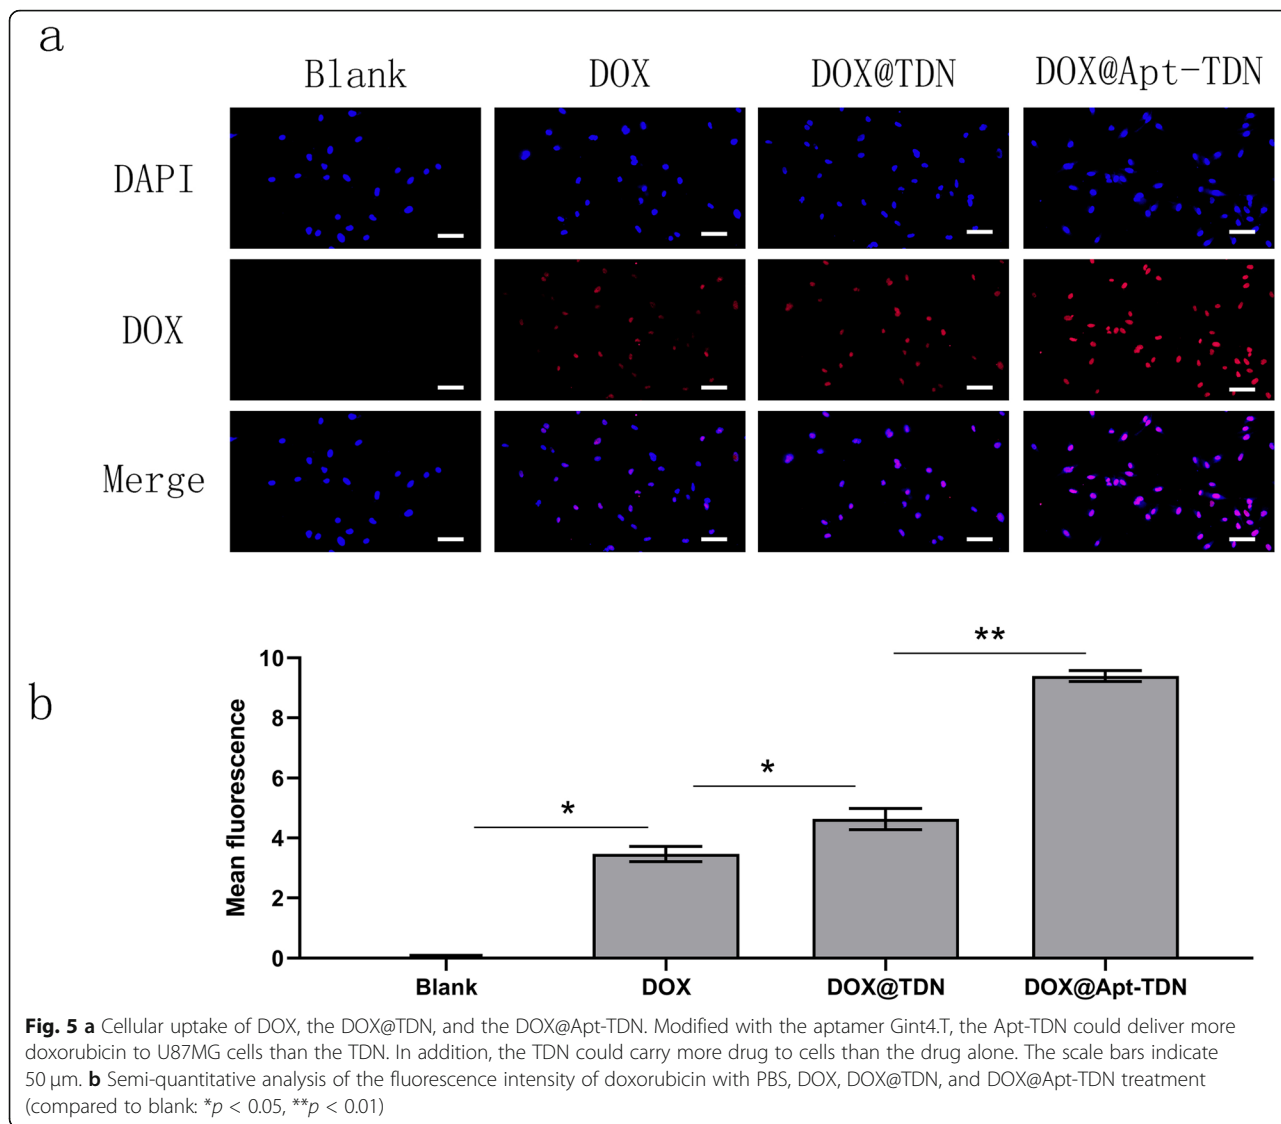 a
Blank DOX DOX@TDN DOX@Apt-TDN
DAPI
DOX
Merge
b
Mean fluorescence
10
8
6
4
2
0
*
*
**
Blank DOX DOX@TDN DOX@Apt-TDN
Fig. 5 a Cellular uptake of DOX, the DOX@TDN, and the DOX@Apt-TDN. Modified with the aptamer Gint4.T, the Apt-TDN could deliver more
doxorubicin to U87MG cells than the TDN. In addition, the TDN could carry more drug to cells than the drug alone. The scale bars indicate
50 μm. b Semi-quantitative analysis of the fluorescence intensity of doxorubicin with PBS, DOX, DOX@TDN, and DOX@Apt-TDN treatment
(compared to blank: *p < 0.05, **p < 0.01)